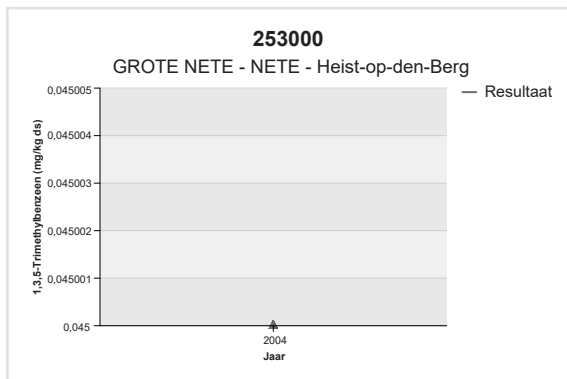 253000
GROTE NETE - NETE - Heist-op-den-Berg
Resultaat
1,3,5-Trimethylbenzeen (mg/kg ds)
0,045005
0,045004
0,045003
0,045002
0,045001
0,045
2004
Jaar